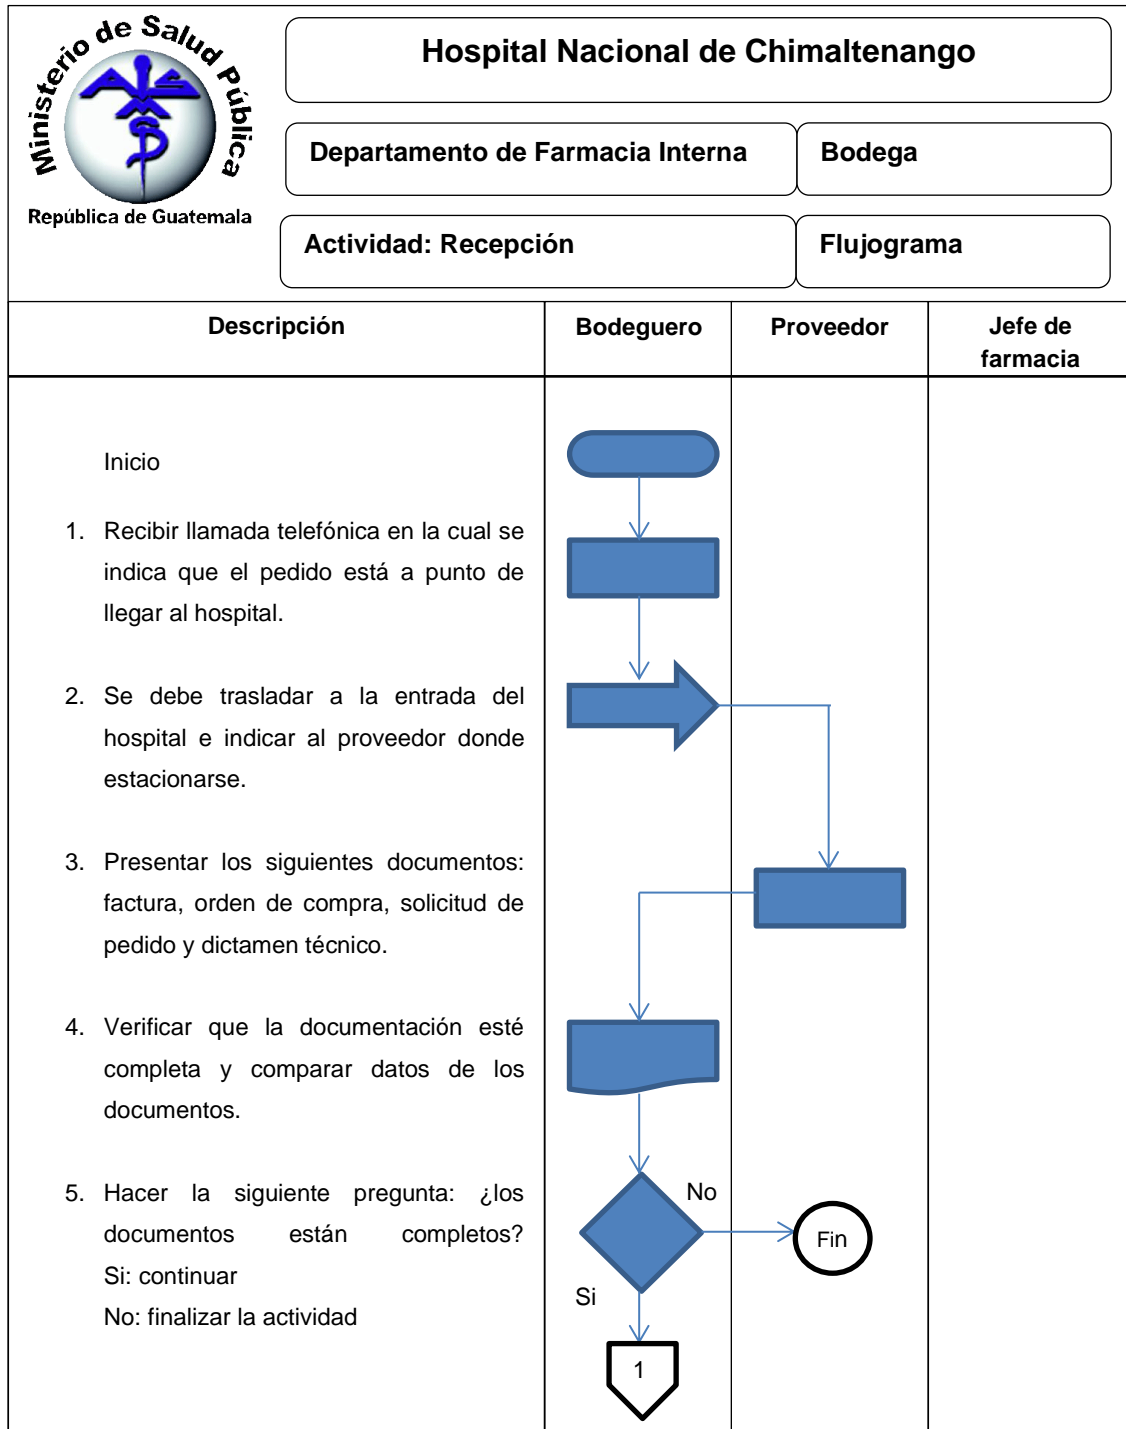 Ministerio de Salud Pública
República de Guatemala
Hospital Nacional de Chimaltenango
Departamento de Farmacia Interna
Bodega
Actividad: Recepción
Flujograma
Descripción
Bodeguero
Proveedor
Jefe de
farmacia
Inicio
1. Recibir llamada telefónica en la cual se
indica que el pedido está a punto de
llegar al hospital.
2. Se debe trasladar a la entrada del
hospital e indicar al proveedor donde
estacionarse.
3. Presentar los siguientes documentos:
factura, orden de compra, solicitud de
pedido y dictamen técnico.
4. Verificar que la documentación esté
completa y comparar datos de los
documentos.
5. Hacer la siguiente pregunta: ¿los
documentos están completos?
Si: continuar
No: finalizar la actividad
No
Fin
Si
1